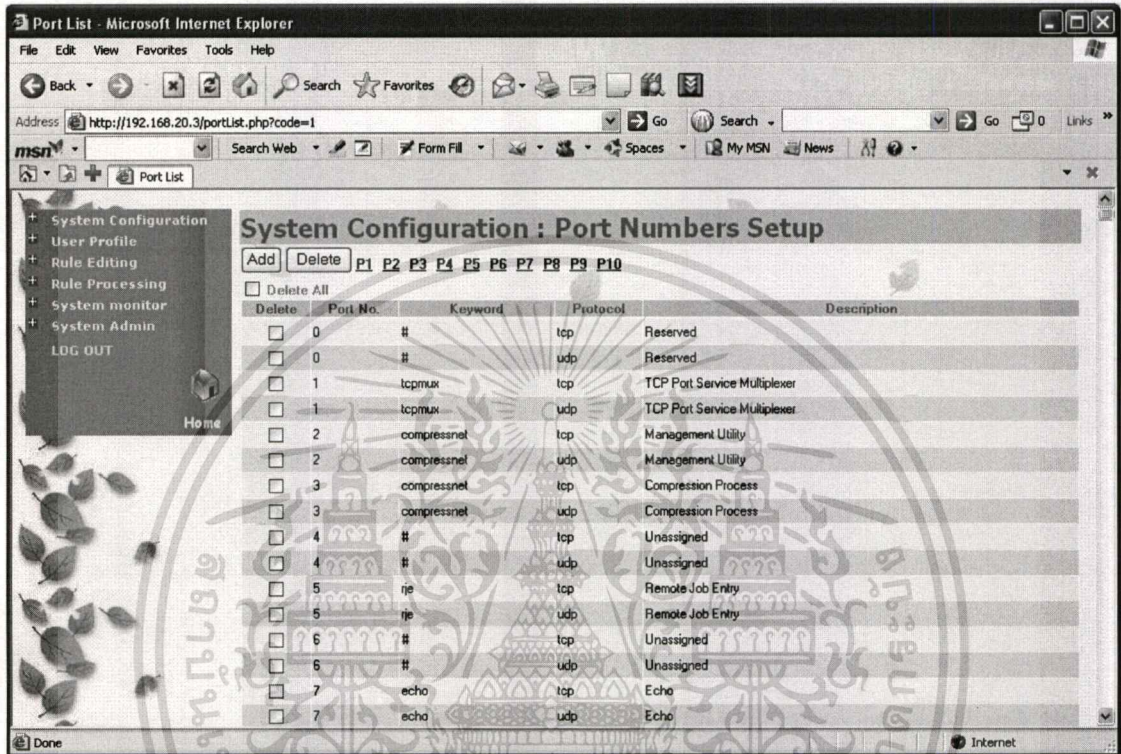 Port List - Microsoft Internet Explorer
File Edit View Favorites Tools Help
Back Search Favorites
Address http://192.168.20.3/portList.php?code=1 Go Search Go 0 Links »
msn Search Web Form Fill Spaces My MSN News
Port List
System Configuration
User Profile
Rule Editing
Rule Processing
System monitor
System Admin
LOG OUT
Home
System Configuration : Port Numbers Setup
Add Delete P1 P2 P3 P4 P5 P6 P7 P8 P9 P10
Delete All
Delete Port No. Keyword Protocol Description
0 # tcp Reserved
0 # udp Reserved
1 tcpmux tcp TCP Port Service Multiplexer
1 tcpmux udp TCP Port Service Multiplexer
2 compressnet tcp Management Utility
2 compressnet udp Management Utility
3 compressnet tcp Compression Process
3 compressnet udp Compression Process
4 # tcp Unassigned
4 # udp Unassigned
5 rje tcp Remote Job Entry
5 rje udp Remote Job Entry
6 # tcp Unassigned
6 # udp Unassigned
7 echo tcp Echo
7 echo udp Echo
Done Internet